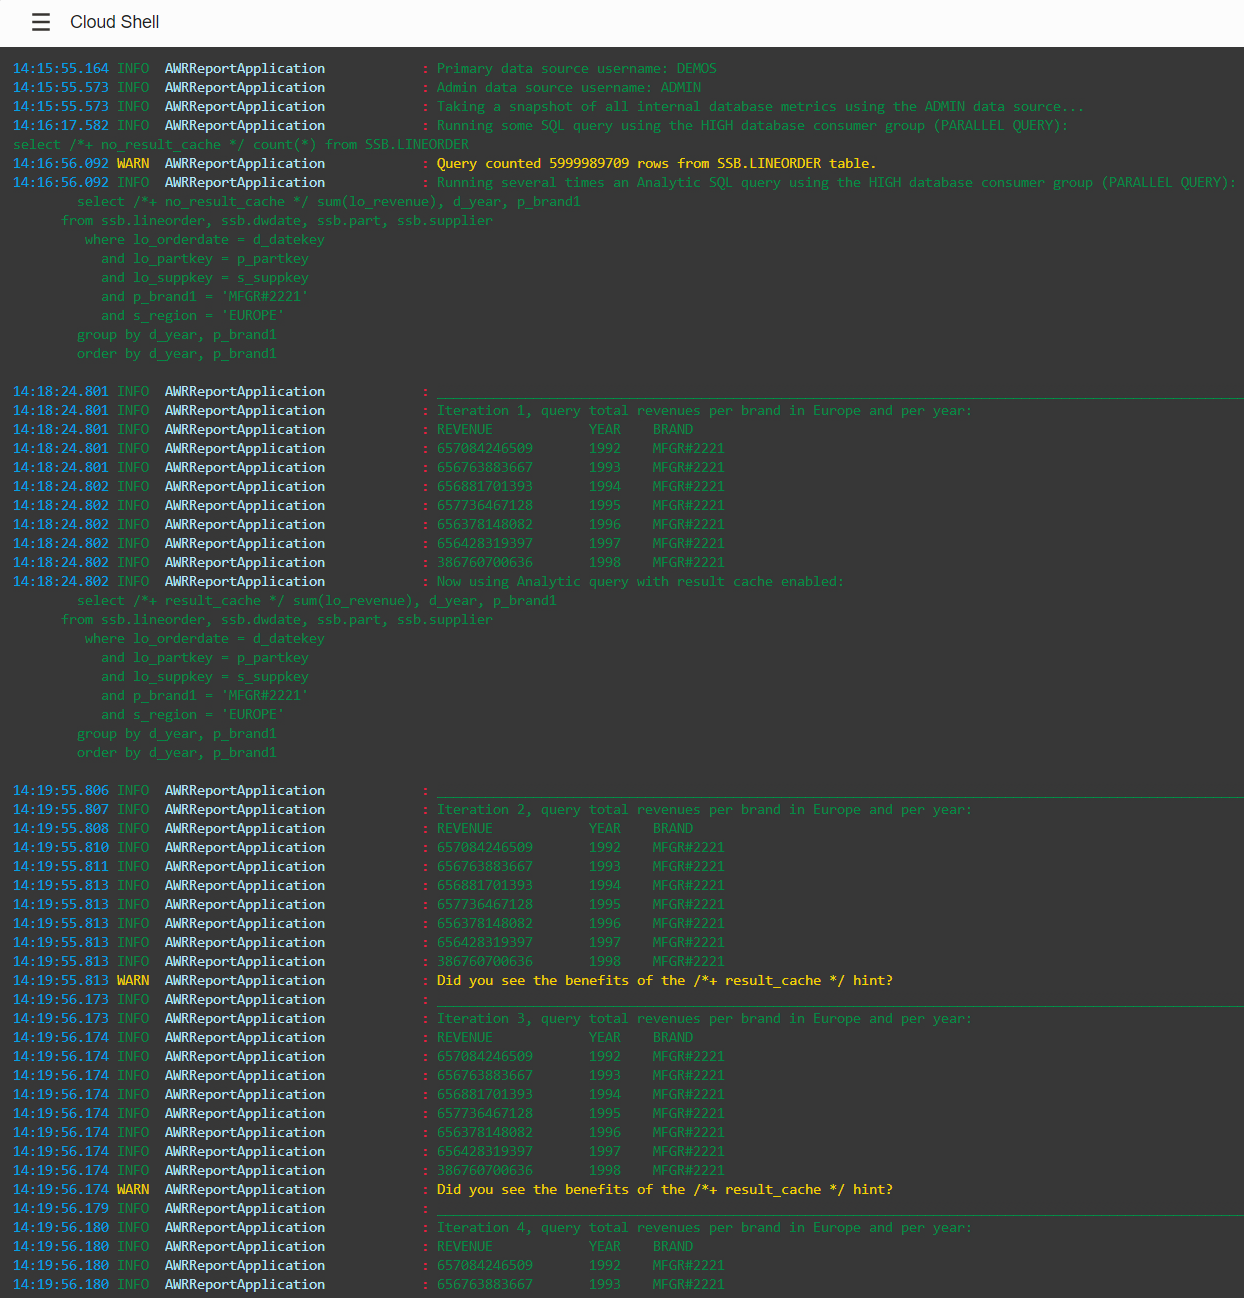 ☰ Cloud Shell
14:15:55.164 INFO AWRReportApplication : Primary data source username: DEMOS
14:15:55.573 INFO AWRReportApplication : Admin data source username: ADMIN
14:15:55.573 INFO AWRReportApplication : Taking a snapshot of all internal database metrics using the ADMIN data source...
14:16:17.582 INFO AWRReportApplication : Running some SQL query using the HIGH database consumer group (PARALLEL QUERY):
select /*+ no_result_cache */ count(*) from SSB.LINEORDER
14:16:56.092 WARN AWRReportApplication : Query counted 5999989709 rows from SSB.LINEORDER table.
14:16:56.092 INFO AWRReportApplication : Running several times an Analytic SQL query using the HIGH database consumer group (PARALLEL QUERY):
select /*+ no_result_cache */ sum(lo_revenue), d_year, p_brand1
from ssb.lineorder, ssb.dwdate, ssb.part, ssb.supplier
where lo_orderdate = d_datekey
and lo_partkey = p_partkey
and lo_suppkey = s_suppkey
and p_brand1 = 'MFGR#2221'
and s_region = 'EUROPE'
group by d_year, p_brand1
order by d_year, p_brand1
14:18:24.801 INFO AWRReportApplication : ____
14:18:24.801 INFO AWRReportApplication : Iteration 1, query total revenues per brand in Europe and per year:
14:18:24.801 INFO AWRReportApplication : REVENUE YEAR BRAND
14:18:24.801 INFO AWRReportApplication : 657084246509 1992 MFGR#2221
14:18:24.801 INFO AWRReportApplication : 656763883667 1993 MFGR#2221
14:18:24.802 INFO AWRReportApplication : 656881701393 1994 MFGR#2221
14:18:24.802 INFO AWRReportApplication : 657736467128 1995 MFGR#2221
14:18:24.802 INFO AWRReportApplication : 656378148082 1996 MFGR#2221
14:18:24.802 INFO AWRReportApplication : 656428319397 1997 MFGR#2221
14:18:24.802 INFO AWRReportApplication : 386760700636 1998 MFGR#2221
14:18:24.802 INFO AWRReportApplication : Now using Analytic query with result cache enabled:
select /*+ result_cache */ sum(lo_revenue), d_year, p_brand1
from ssb.lineorder, ssb.dwdate, ssb.part, ssb.supplier
where lo_orderdate = d_datekey
and lo_partkey = p_partkey
and lo_suppkey = s_suppkey
and p_brand1 = 'MFGR#2221'
and s_region = 'EUROPE'
group by d_year, p_brand1
order by d_year, p_brand1
14:19:55.806 INFO AWRReportApplication : ____
14:19:55.807 INFO AWRReportApplication : Iteration 2, query total revenues per brand in Europe and per year:
14:19:55.808 INFO AWRReportApplication : REVENUE YEAR BRAND
14:19:55.810 INFO AWRReportApplication : 657084246509 1992 MFGR#2221
14:19:55.811 INFO AWRReportApplication : 656763883667 1993 MFGR#2221
14:19:55.813 INFO AWRReportApplication : 656881701393 1994 MFGR#2221
14:19:55.813 INFO AWRReportApplication : 657736467128 1995 MFGR#2221
14:19:55.813 INFO AWRReportApplication : 656378148082 1996 MFGR#2221
14:19:55.813 INFO AWRReportApplication : 656428319397 1997 MFGR#2221
14:19:55.813 INFO AWRReportApplication : 386760700636 1998 MFGR#2221
14:19:55.813 WARN AWRReportApplication : Did you see the benefits of the /*+ result_cache */ hint?
14:19:56.173 INFO AWRReportApplication : ____
14:19:56.173 INFO AWRReportApplication : Iteration 3, query total revenues per brand in Europe and per year:
14:19:56.174 INFO AWRReportApplication : REVENUE YEAR BRAND
14:19:56.174 INFO AWRReportApplication : 657084246509 1992 MFGR#2221
14:19:56.174 INFO AWRReportApplication : 656763883667 1993 MFGR#2221
14:19:56.174 INFO AWRReportApplication : 656881701393 1994 MFGR#2221
14:19:56.174 INFO AWRReportApplication : 657736467128 1995 MFGR#2221
14:19:56.174 INFO AWRReportApplication : 656378148082 1996 MFGR#2221
14:19:56.174 INFO AWRReportApplication : 656428319397 1997 MFGR#2221
14:19:56.174 INFO AWRReportApplication : 386760700636 1998 MFGR#2221
14:19:56.174 WARN AWRReportApplication : Did you see the benefits of the /*+ result_cache */ hint?
14:19:56.179 INFO AWRReportApplication : ____
14:19:56.180 INFO AWRReportApplication : Iteration 4, query total revenues per brand in Europe and per year:
14:19:56.180 INFO AWRReportApplication : REVENUE YEAR BRAND
14:19:56.180 INFO AWRReportApplication : 657084246509 1992 MFGR#2221
14:19:56.180 INFO AWRReportApplication : 656763883667 1993 MFGR#2221